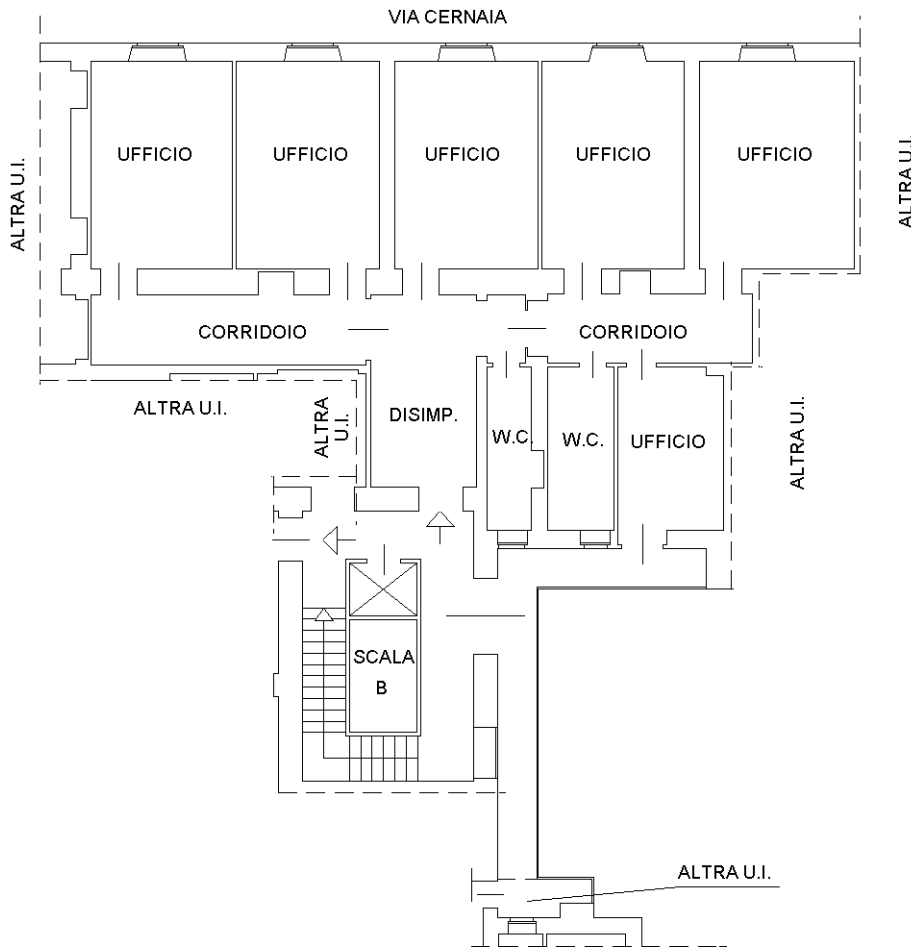 VIA CERNAIA
UFFICIO
UFFICIO
UFFICIO
UFFICIO
UFFICIO
ALTRA U.I.
ALTRA U.I.
CORRIDOIO
CORRIDOIO
ALTRA U.I.
ALTRA
U.I.
DISIMP.
W.C.
W.C.
UFFICIO
ALTRA U.I.
SCALA
B
ALTRA U.I.